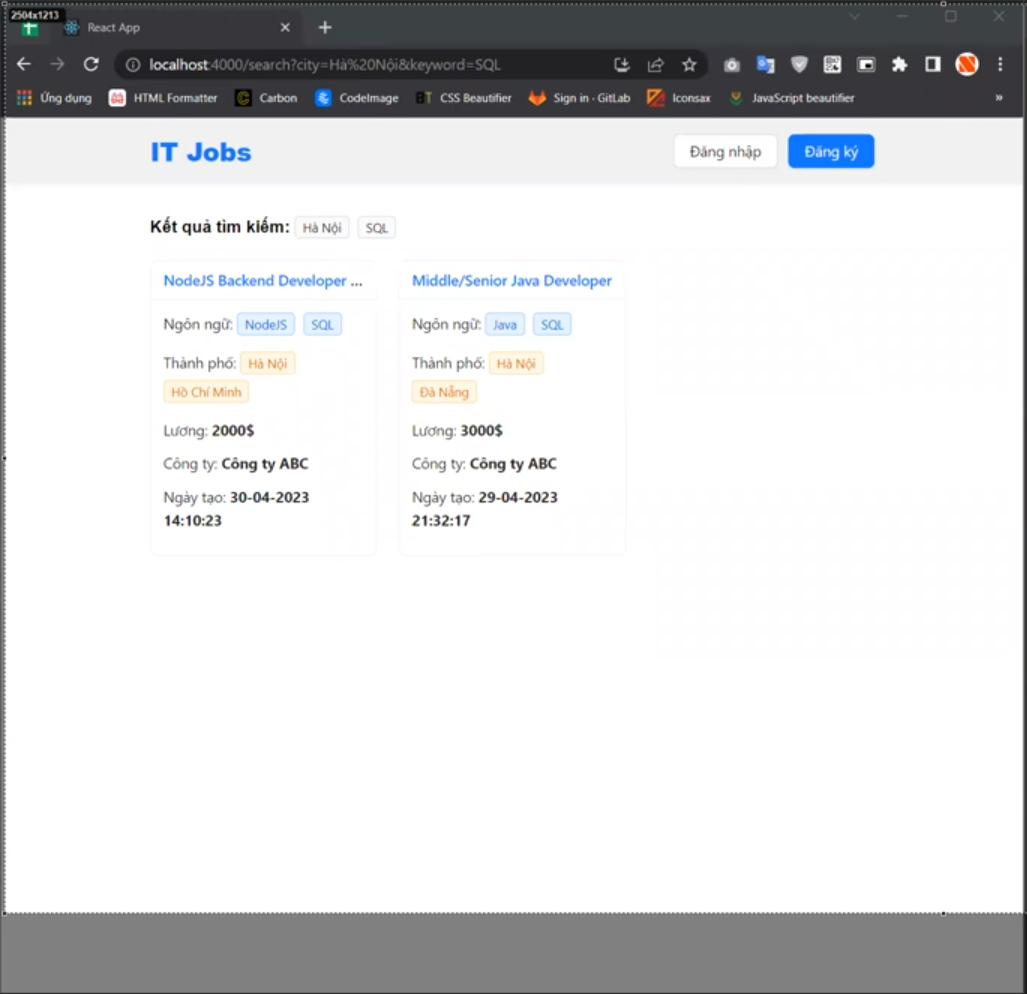 2504x1213
React App
localhost:4000/search?city=Hà%20Nội&keyword=SQL
Ứng dụng HTML Formatter Carbon CodeImage CSS Beautifier Sign in · GitLab Iconsax JavaScript beautifier »
IT Jobs Đăng nhập Đăng ký
Kết quả tìm kiếm: Hà Nội SQL
NodeJS Backend Developer ...
Ngôn ngữ: NodeJS SQL
Thành phố: Hà Nội
Hồ Chí Minh
Lương: 2000$
Công ty: Công ty ABC
Ngày tạo: 30-04-2023
14:10:23
Middle/Senior Java Developer
Ngôn ngữ: Java SQL
Thành phố: Hà Nội
Đà Nẵng
Lương: 3000$
Công ty: Công ty ABC
Ngày tạo: 29-04-2023
21:32:17